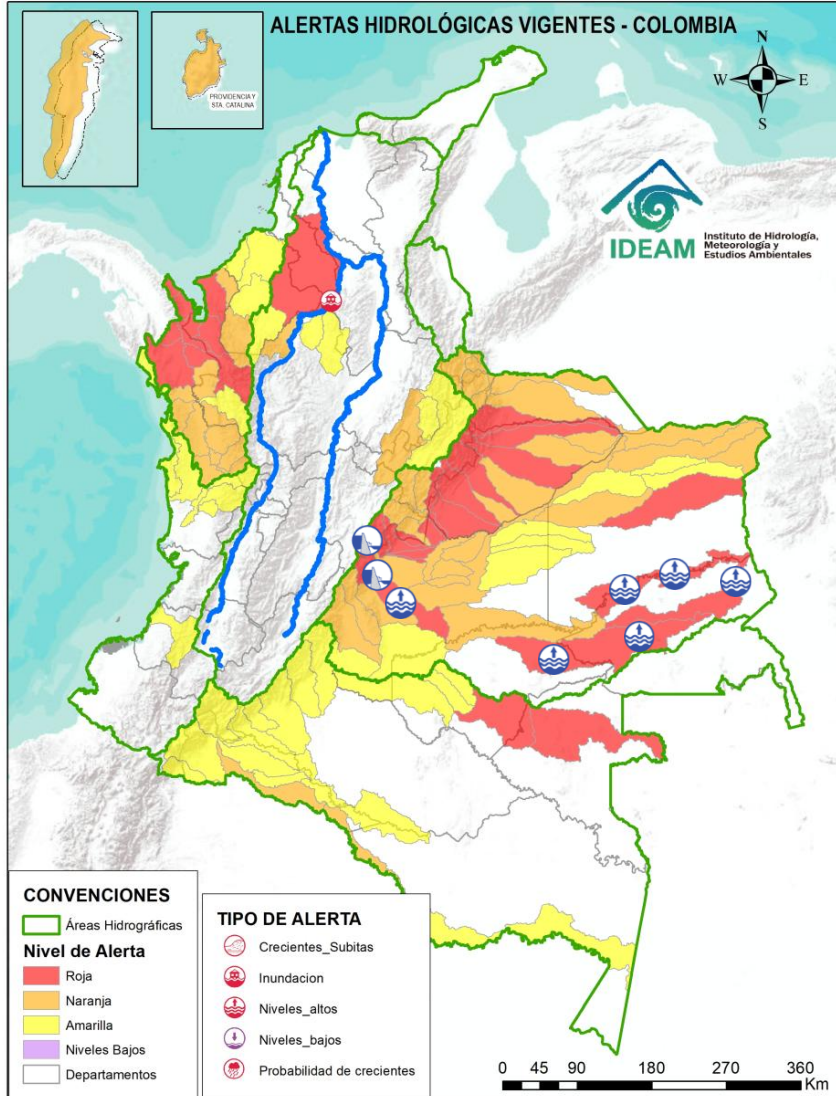 ALERTAS HIDROLÓGICAS VIGENTES - COLOMBIA
PROVIDENCIA Y
STA. CATALINA
N
W
E
S
IDEAM
Instituto de Hidrología,
Meteorología y
Estudios Ambientales
CONVENCIONES
Áreas Hidrográficas
Nivel de Alerta
Roja
Naranja
Amarilla
Niveles Bajos
Departamentos
TIPO DE ALERTA
Crecientes_Subitas
Inundacion
Niveles_altos
Niveles_bajos
Probabilidad de crecientes
0 45 90 180 270 360
Km